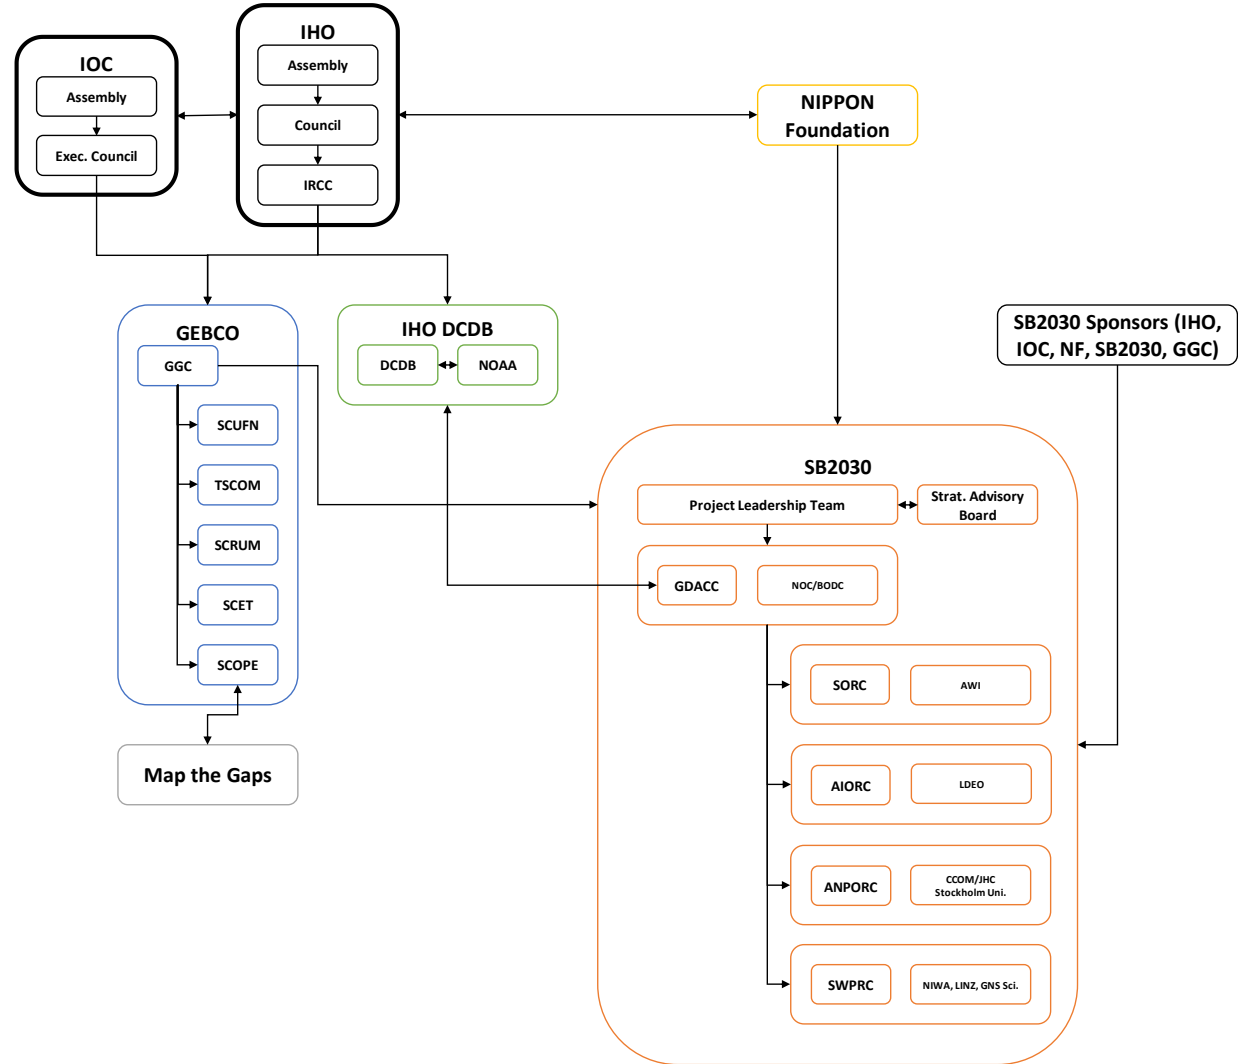 IHO
Assembly
Council
IRCC
IOC
Assembly
Exec. Council
NIPPON
Foundation
GEBCO
GGC
SCUFN
TSCOM
SCRUM
SCET
SCOPE
Map the Gaps
IHO DCDB
DCDB
NOAA
SB2030 Sponsors (IHO,
IOC, NF, SB2030, GGC)
SB2030
Project Leadership Team
Strat. Advisory
Board
GDACC
NOC/BODC
SORC
AWI
AIORC
LDEO
ANPORC
CCOM/JHC
Stockholm Uni.
SWPRC
NIWA, LINZ, GNS Sci.